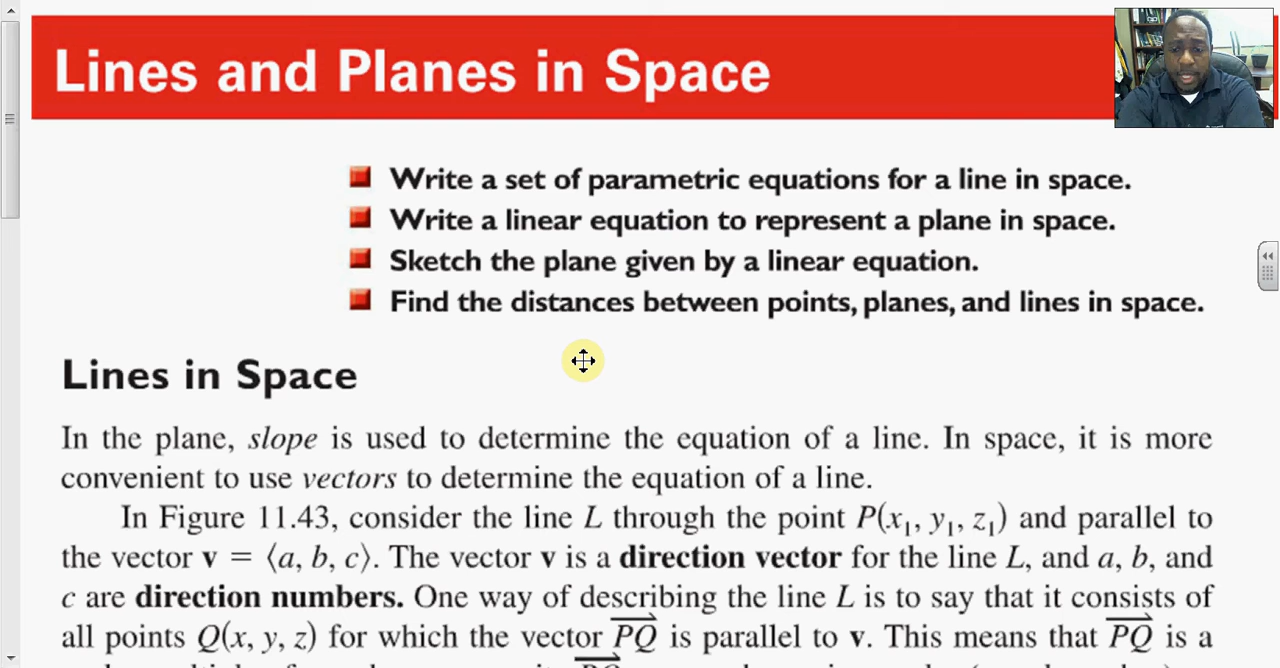 Lines and Planes in Space
Write a set of parametric equations for a line in space.
Write a linear equation to represent a plane in space.
Sketch the plane given by a linear equation.
Find the distances between points, planes, and lines in space.
Lines in Space
In the plane, slope is used to determine the equation of a line. In space, it is more
convenient to use vectors to determine the equation of a line.
In Figure 11.43, consider the line L through the point P(x₁, y₁, z₁) and parallel to
the vector v = ⟨a, b, c⟩. The vector v is a direction vector for the line L, and a, b, and
c are direction numbers. One way of describing the line L is to say that it consists of
all points Q(x, y, z) for which the vector PQ⃗ is parallel to v. This means that PQ⃗ is a